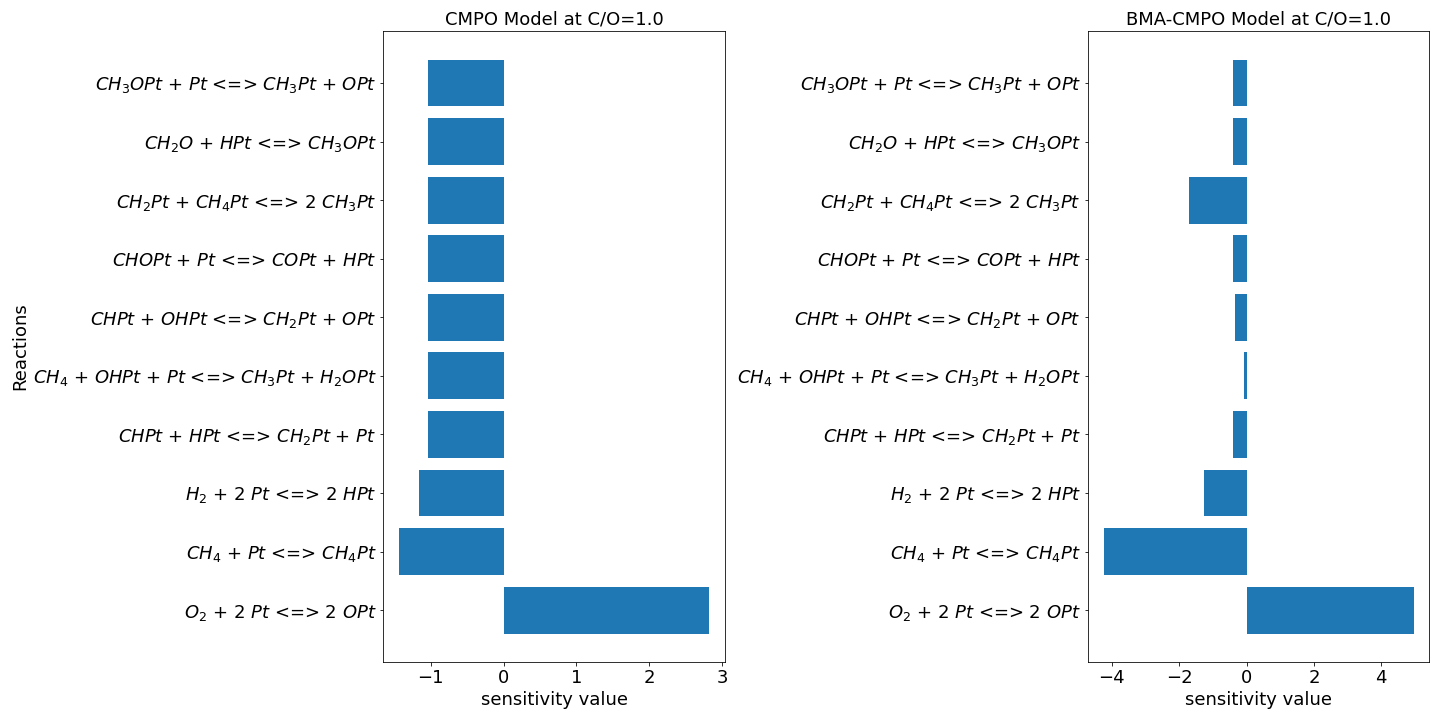 CMPO Model at C/O=1.0
Reactions
CH₃OPt + Pt <=> CH₃Pt + OPt
CH₂O + HPt <=> CH₃OPt
CH₂Pt + CH₄Pt <=> 2 CH₃Pt
CHOPt + Pt <=> COPt + HPt
CHPt + OHPt <=> CH₂Pt + OPt
CH₄ + OHPt + Pt <=> CH₃Pt + H₂OPt
CHPt + HPt <=> CH₂Pt + Pt
H₂ + 2 Pt <=> 2 HPt
CH₄ + Pt <=> CH₄Pt
O₂ + 2 Pt <=> 2 OPt
−1 0 1 2 3
sensitivity value
BMA-CMPO Model at C/O=1.0
CH₃OPt + Pt <=> CH₃Pt + OPt
CH₂O + HPt <=> CH₃OPt
CH₂Pt + CH₄Pt <=> 2 CH₃Pt
CHOPt + Pt <=> COPt + HPt
CHPt + OHPt <=> CH₂Pt + OPt
CH₄ + OHPt + Pt <=> CH₃Pt + H₂OPt
CHPt + HPt <=> CH₂Pt + Pt
H₂ + 2 Pt <=> 2 HPt
CH₄ + Pt <=> CH₄Pt
O₂ + 2 Pt <=> 2 OPt
−4 −2 0 2 4
sensitivity value